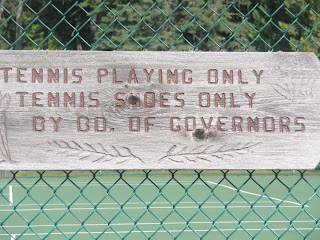 TENNIS PLAYING ONLY
TENNIS SHOES ONLY
BY BD. OF GOVERNORS